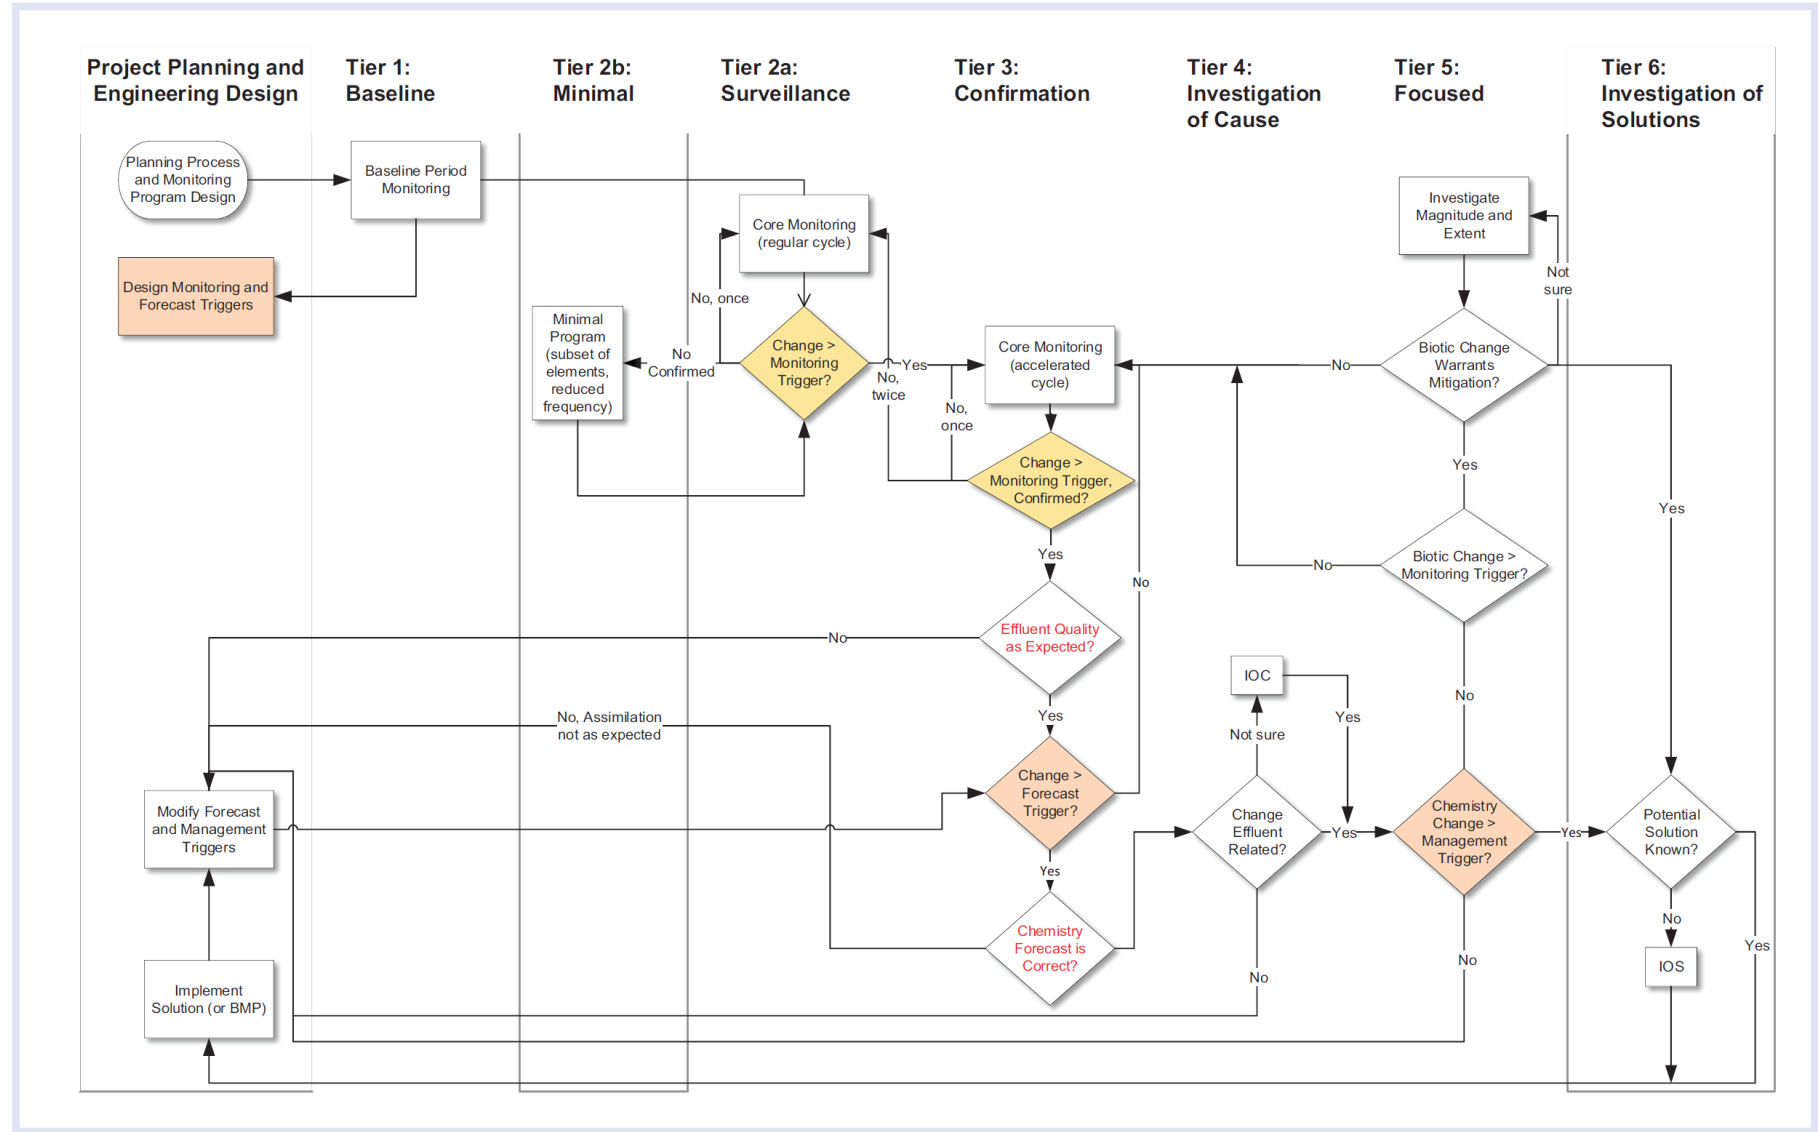 Project Planning and
Engineering Design
Tier 1:
Baseline
Tier 2b:
Minimal
Tier 2a:
Surveillance
Tier 3:
Confirmation
Tier 4:
Investigation
of Cause
Tier 5:
Focused
Tier 6:
Investigation of
Solutions
Planning Process
and Monitoring
Program Design
Baseline Period
Monitoring
Design Monitoring and
Forecast Triggers
Core Monitoring
(regular cycle)
No, once
Minimal
Program
(subset of
elements,
reduced
frequency)
No
Confirmed
Change >
Monitoring
Trigger?
Yes
No,
twice
No,
once
Core Monitoring
(accelerated
cycle)
Change >
Monitoring Trigger,
Confirmed?
Yes
Effluent Quality
as Expected?
No
Yes
No
Change >
Forecast
Trigger?
Yes
Chemistry
Forecast is
Correct?
No, Assimilation
not as expected
Modify Forecast
and Management
Triggers
Implement
Solution (or BMP)
IOC
Yes
Not sure
Change
Effluent
Related?
Yes
No
Investigate
Magnitude and
Extent
Not
sure
Biotic Change
Warrants
Mitigation?
No
Yes
Yes
Biotic Change >
Monitoring Trigger?
No
No
Chemistry
Change >
Management
Trigger?
Yes
No
Potential
Solution
Known?
No
IOS
Yes